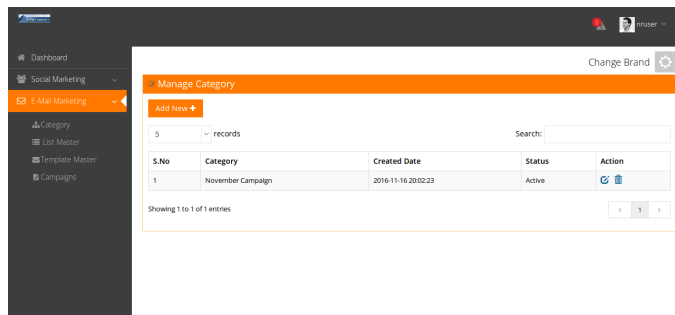 0
nruser
Dashboard
Social Marketing
E-Mail Marketing
Category
List Master
Template Master
Campaigns
Change Brand
Manage Category
Add New +
5 records
Search:
S.No Category Created Date Status Action
1 November Campaign 2016-11-16 20:02:23 Active
Showing 1 to 1 of 1 entries
< 1 >